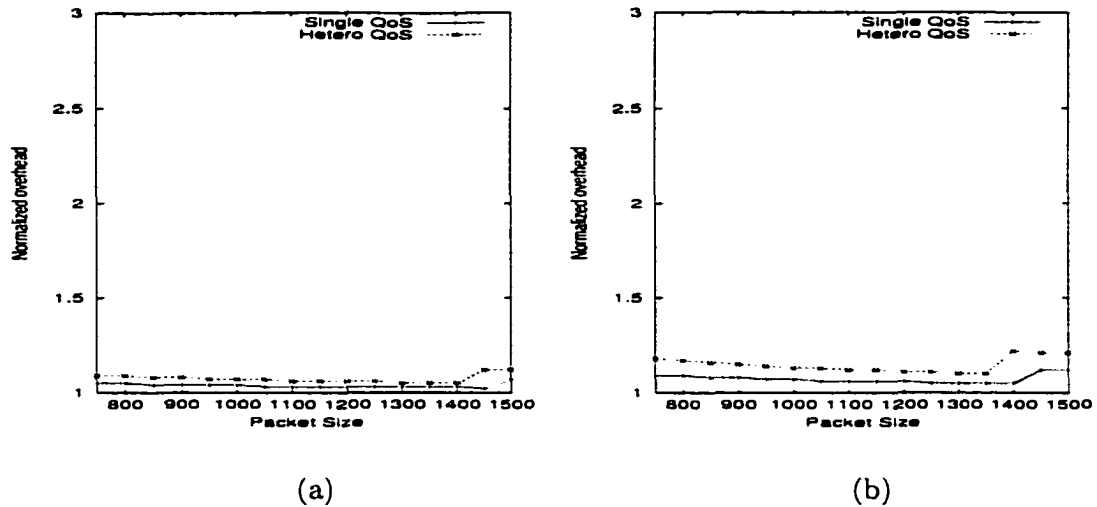 3
2.5
2
1.5
1
Normalized overhead
Single QoS
Hetero QoS
800 900 1000 1100 1200 1300 1400 1500
Packet Size
(a)
3
2.5
2
1.5
1
Normalized overhead
Single QoS
Hetero QoS
800 900 1000 1100 1200 1300 1400 1500
Packet Size
(b)